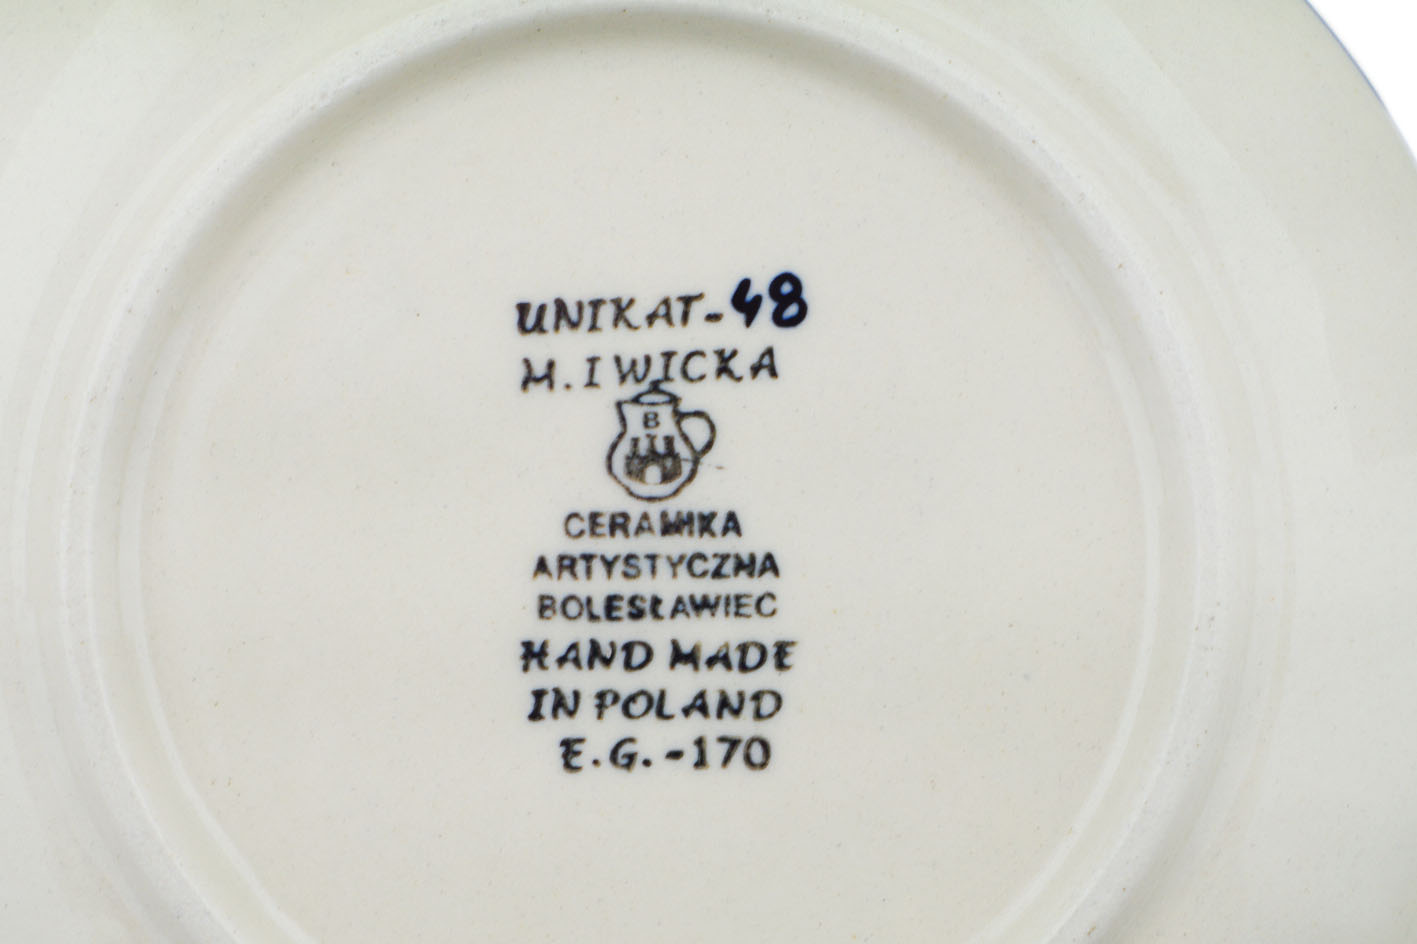 UNIKAT-48
M. IWICKA
B
CERAMIKA
ARTYSTYCZNA
BOLESŁAWIEC
HAND MADE
IN POLAND
E.G.-170